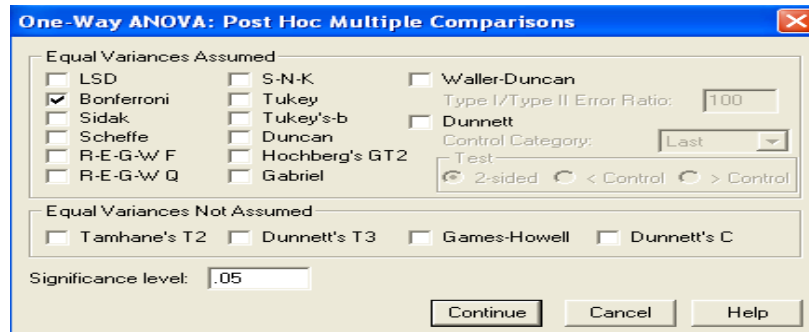 One-Way ANOVA: Post Hoc Multiple Comparisons
Equal Variances Assumed
LSD S-N-K Waller-Duncan
Bonferroni Tukey Type I/Type II Error Ratio: 100
Sidak Tukey's-b Dunnett
Scheffe Duncan Control Category: Last
R-E-G-W F Hochberg's GT2 Test
R-E-G-W Q Gabriel 2-sided < Control > Control
Equal Variances Not Assumed
Tamhane's T2 Dunnett's T3 Games-Howell Dunnett's C
Significance level: .05
Continue Cancel Help